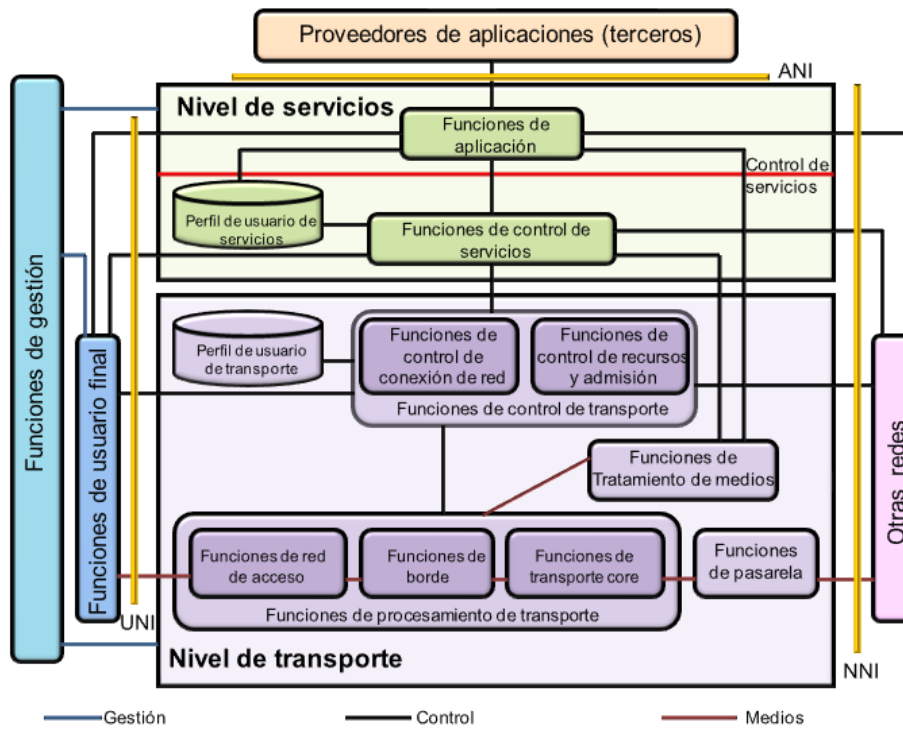 Proveedores de aplicaciones (terceros)
ANI
Nivel de servicios
Funciones de
aplicación
Control de
servicios
Perfil de usuario de
servicios
Funciones de control de
servicios
Funciones de gestión
Funciones de usuario final
Perfil de usuario
de transporte
Funciones de
control de
conexión de red
Funciones de
control de recursos
y admisión
Funciones de control de transporte
Funciones de
Tratamiento de medios
Otras redes
Funciones de red
de acceso
Funciones de
borde
Funciones de
transporte core
Funciones
de pasarela
Funciones de procesamiento de transporte
UNI
Nivel de transporte
NNI
Gestión
Control
Medios